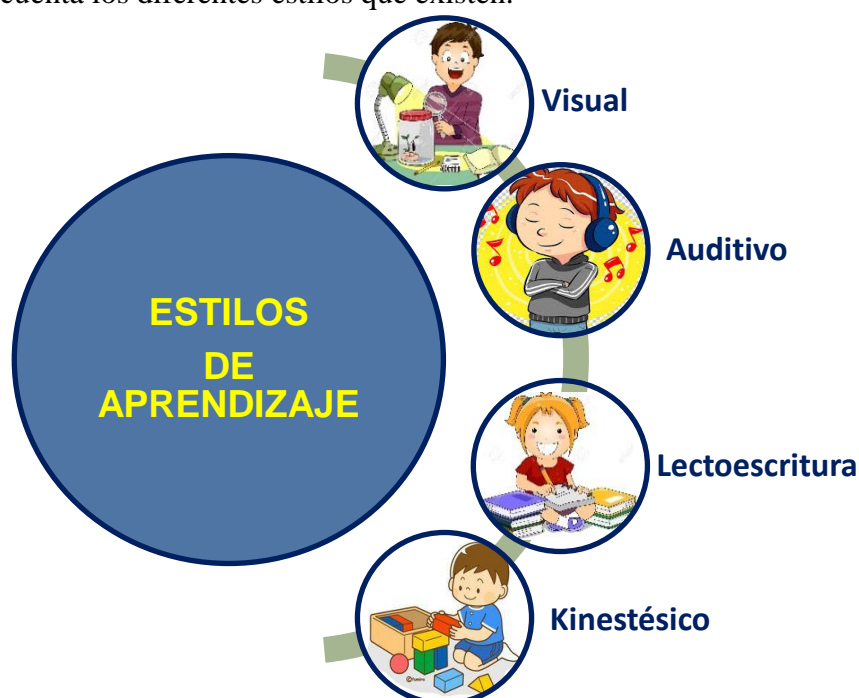 cuenta los diferentes estilos que existen.
Visual
Auditivo
ESTILOS
DE
APRENDIZAJE
Lectoescritura
Kinestésico